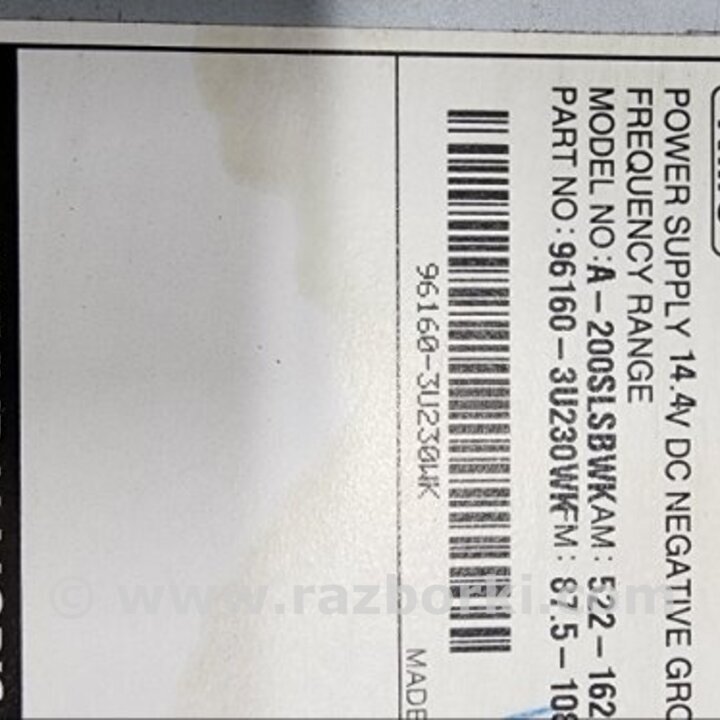 POWER SUPPLY 14.4V DC NEGATIVE GRO
FREQUENCY RANGE
MODEL NO:A-200SLSBWK AM: 522-162
PART NO:96160-3U230WK FM: 87.5-108
96160-3U230WK
MADE
© www.razborki.com